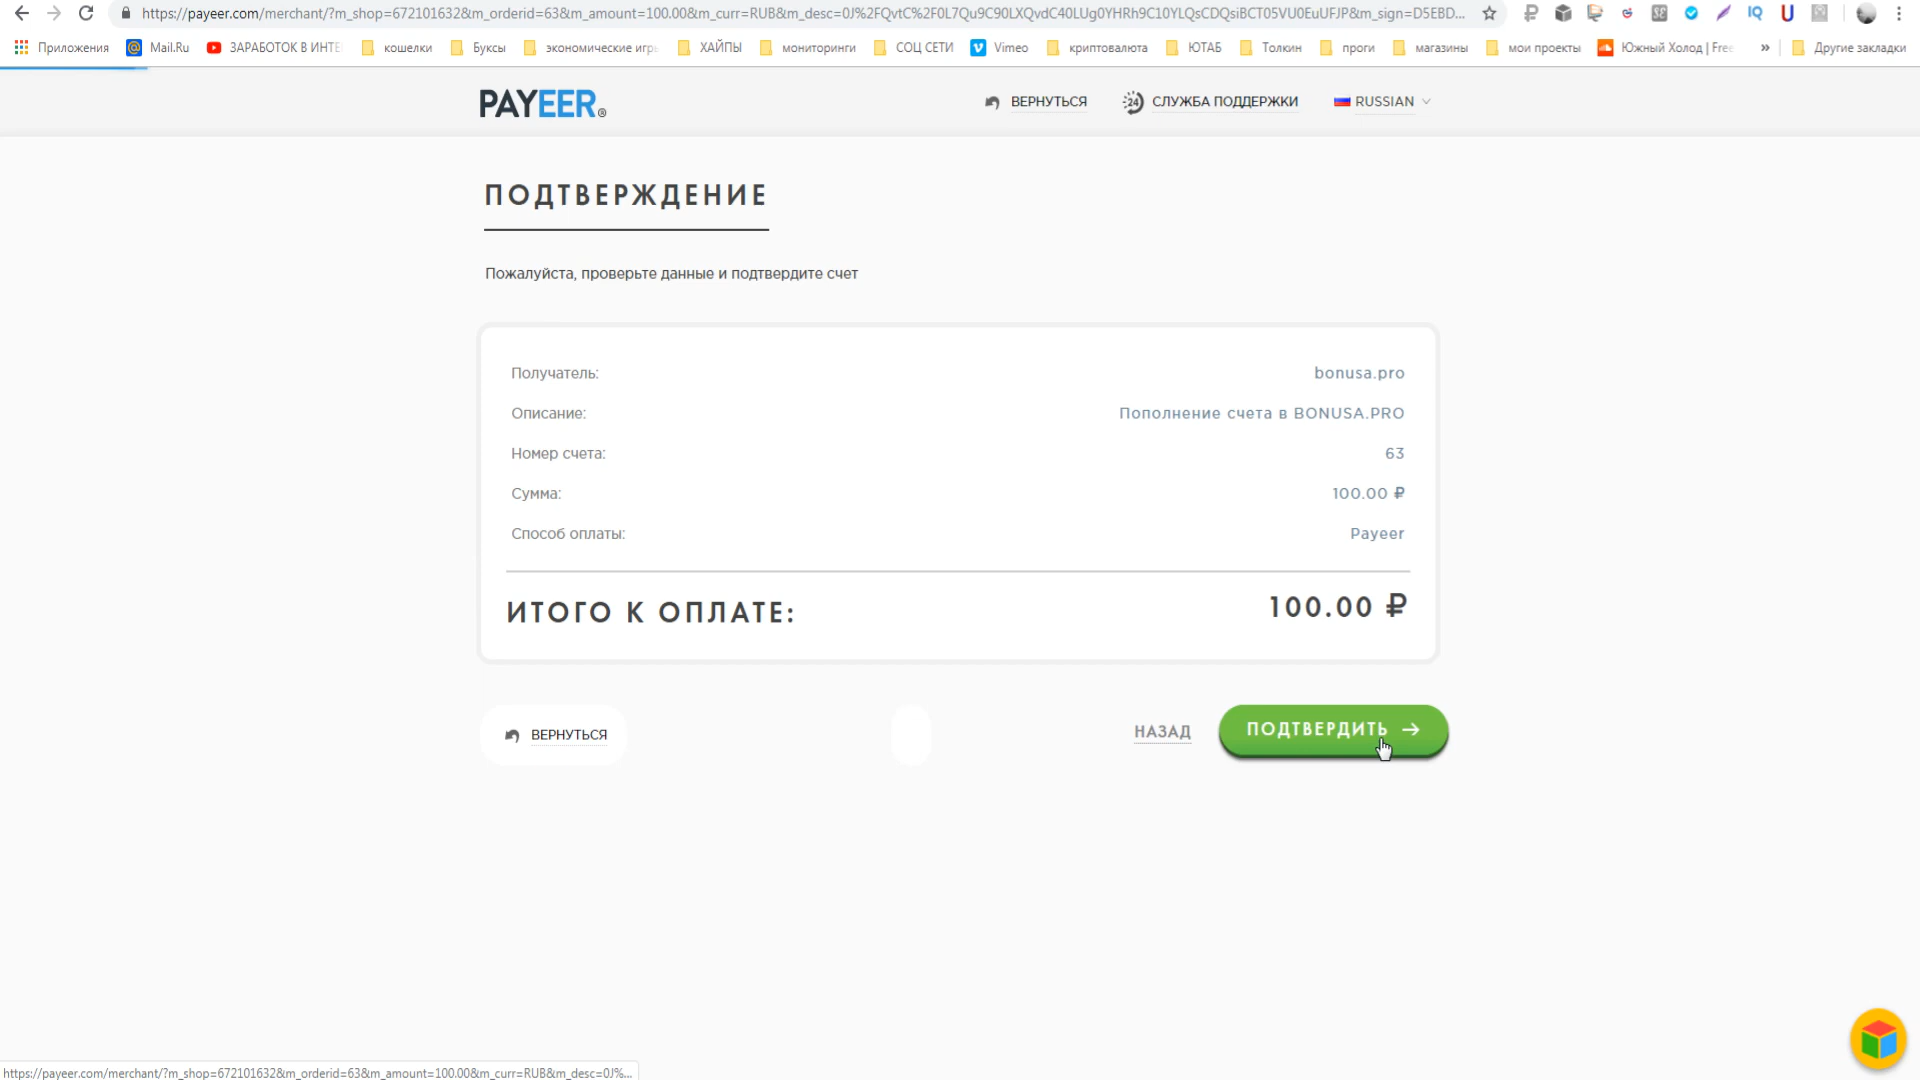 https://payeer.com/merchant/?m_shop=672101632&m_orderid=63&m_amount=100.00&m_curr=RUB&m_desc=0J%2FQvtC%2F0L7Qu9C90LXQvdC40LUg0YHRh9C10YLQsCDQsiBCT05VU0EuUFJP&m_sign=D5EBD...
Приложения Mail.Ru ЗАРАБОТОК В ИНТЕ кошелки Буксы экономические игр ХАЙПЫ мониторинги СОЦ СЕТИ Vimeo криптовалюта ЮТАБ Толкин проги магазины мои проекты Южный Холод | Free » Другие закладки
PAYEER®
ВЕРНУТЬСЯ
24 СЛУЖБА ПОДДЕРЖКИ
RUSSIAN
ПОДТВЕРЖДЕНИЕ
Пожалуйста, проверьте данные и подтвердите счет
Получатель: bonusa.pro
Описание: Пополнение счета в BONUSA.PRO
Номер счета: 63
Сумма: 100.00 ₽
Способ оплаты: Payeer
ИТОГО К ОПЛАТЕ: 100.00 ₽
ВЕРНУТЬСЯ
НАЗАД
ПОДТВЕРДИТЬ →
https://payeer.com/merchant/?m_shop=672101632&m_orderid=63&m_amount=100.00&m_curr=RUB&m_desc=0J%...